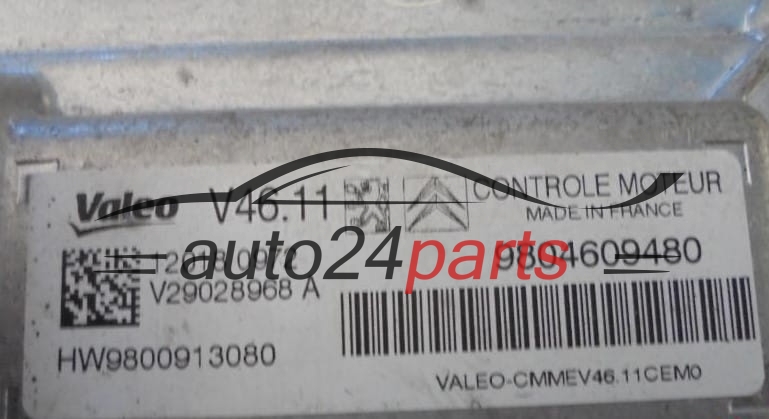 Valeo V46.11 CONTROLE MOTEUR
MADE IN FRANCE
auto24parts
9804609480
V29028968 A
HW9800913080
VALEO-CMMEV46.11CEM0